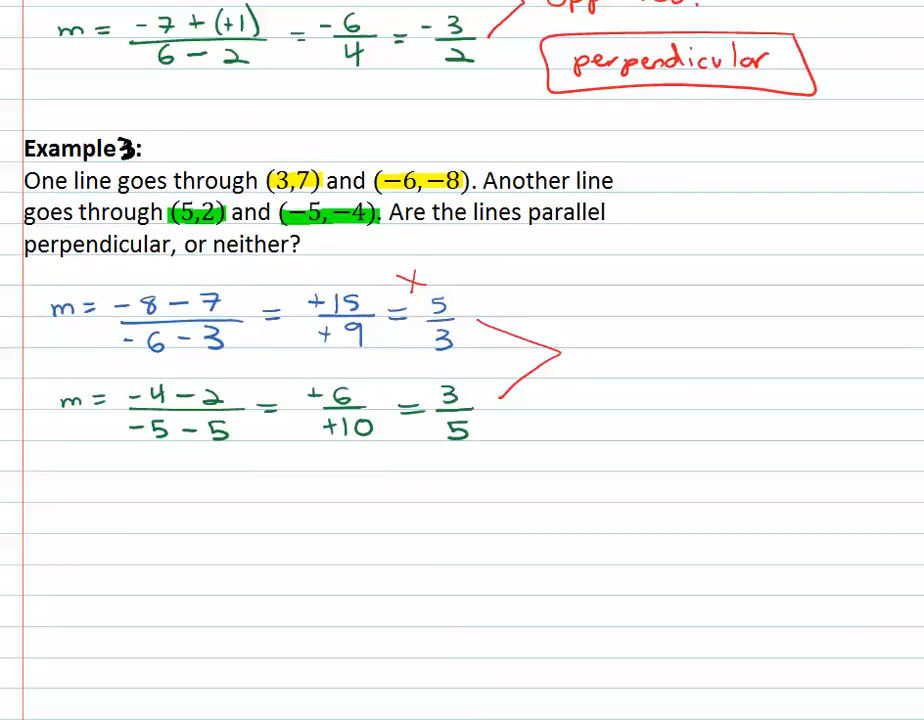 m = -7 + (+1) / 6 - 2 = -6 / 4 = -3 / 2
perpendicular
Example 3:
One line goes through (3,7) and (−6,−8). Another line
goes through (5,2) and (−5,−4). Are the lines parallel
perpendicular, or neither?
+
m = -8 - 7 / -6 - 3 = +15 / +9 = 5 / 3
m = -4 - 2 / -5 - 5 = +6 / +10 = 3 / 5